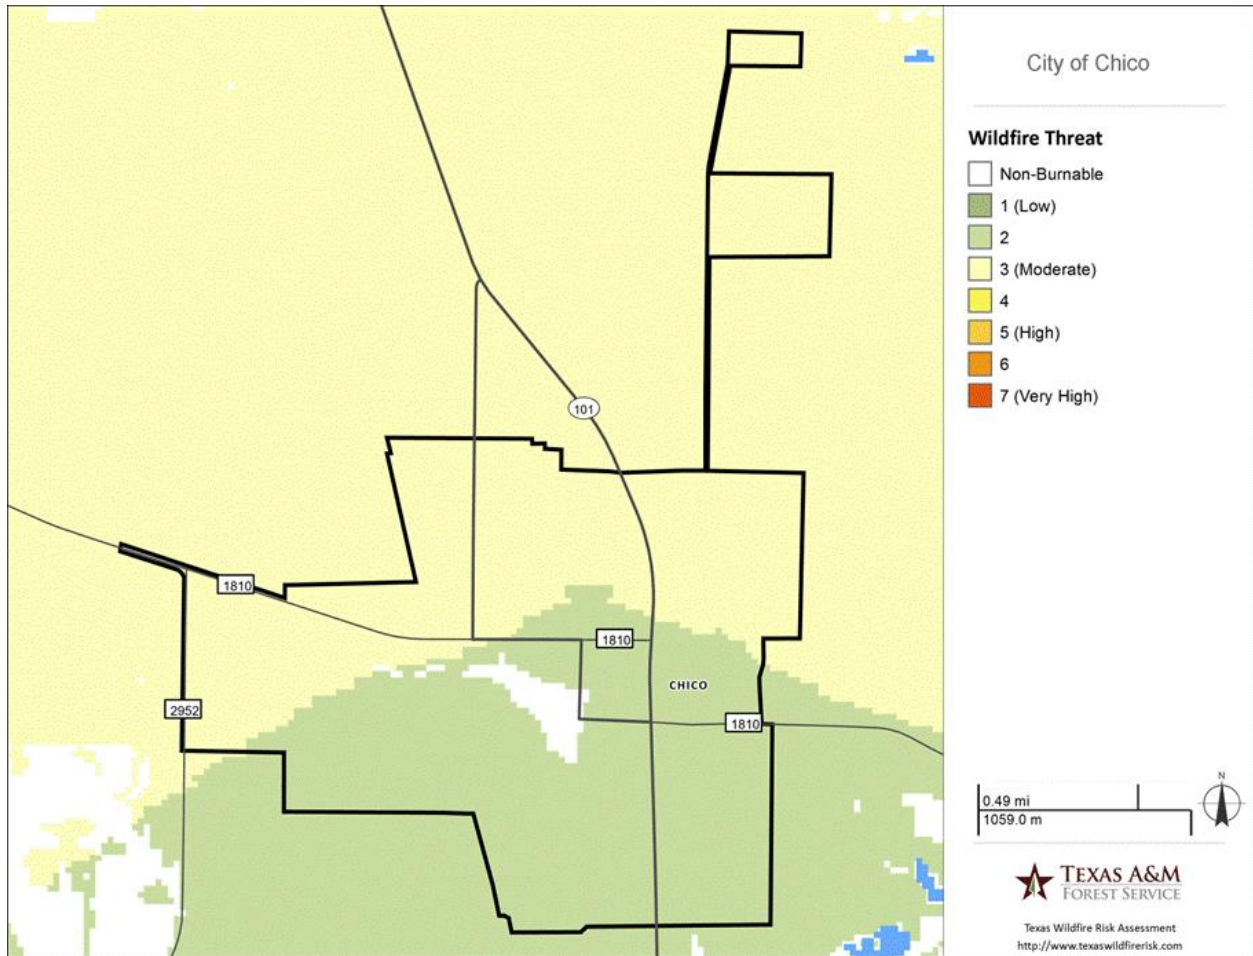 City of Chico
Wildfire Threat
Non-Burnable
1 (Low)
2
3 (Moderate)
4
5 (High)
6
7 (Very High)
101
1810
1810
CHICO
2952
1810
N
0.49 mi
1059.0 m
TEXAS A&M
FOREST SERVICE
Texas Wildfire Risk Assessment
http://www.texaswildfirerisk.com